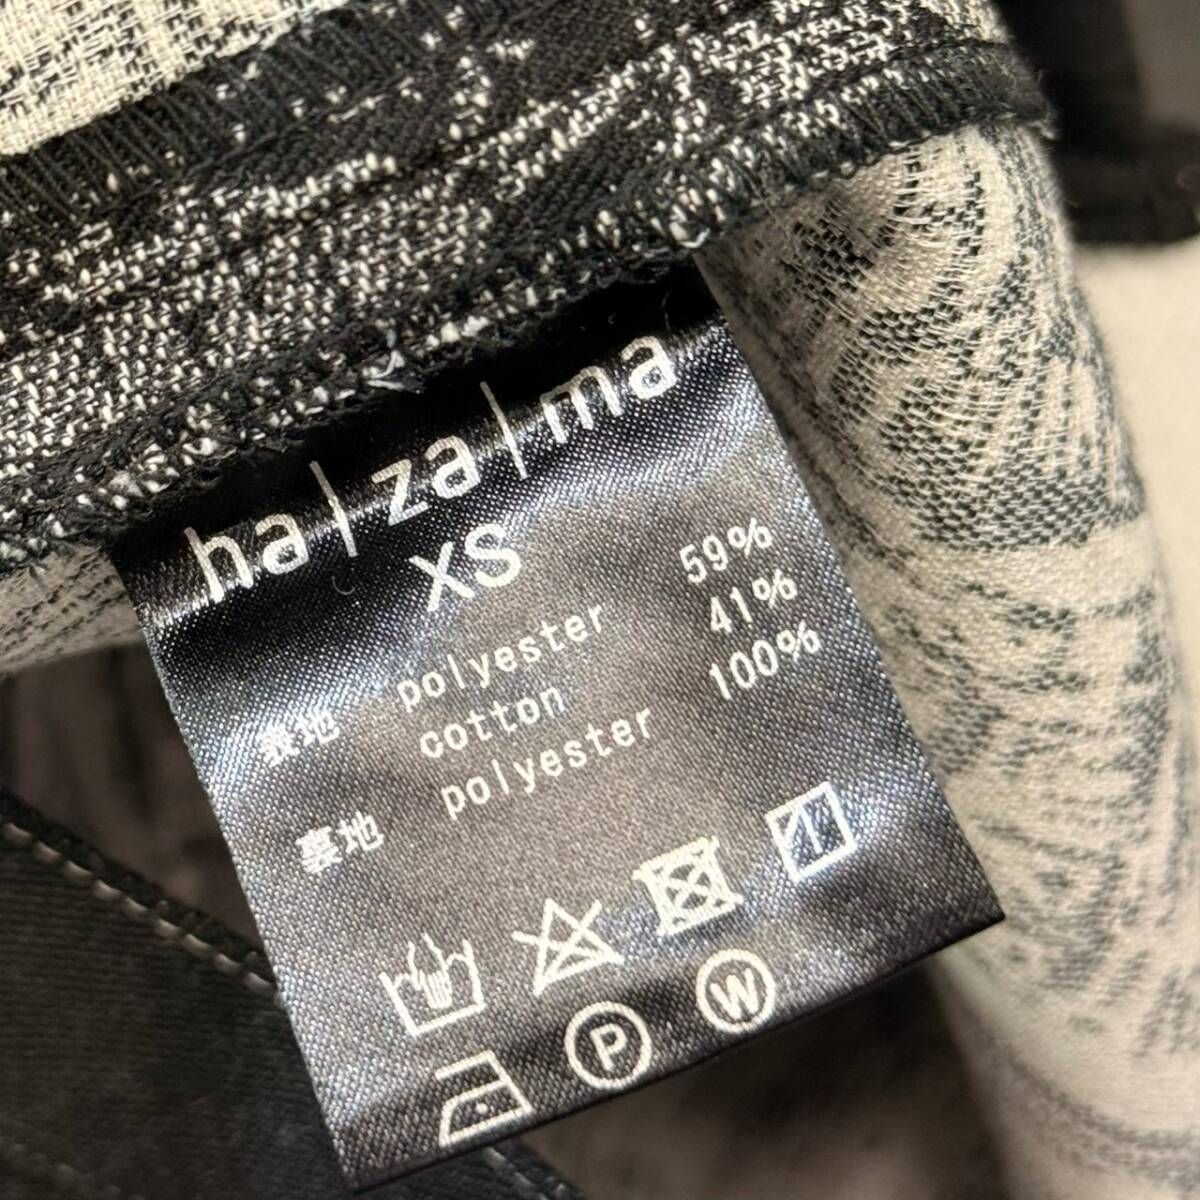 ha|za|ma
XS
表地 polyester 59%
cotton 41%
裏地 polyester 100%
P W